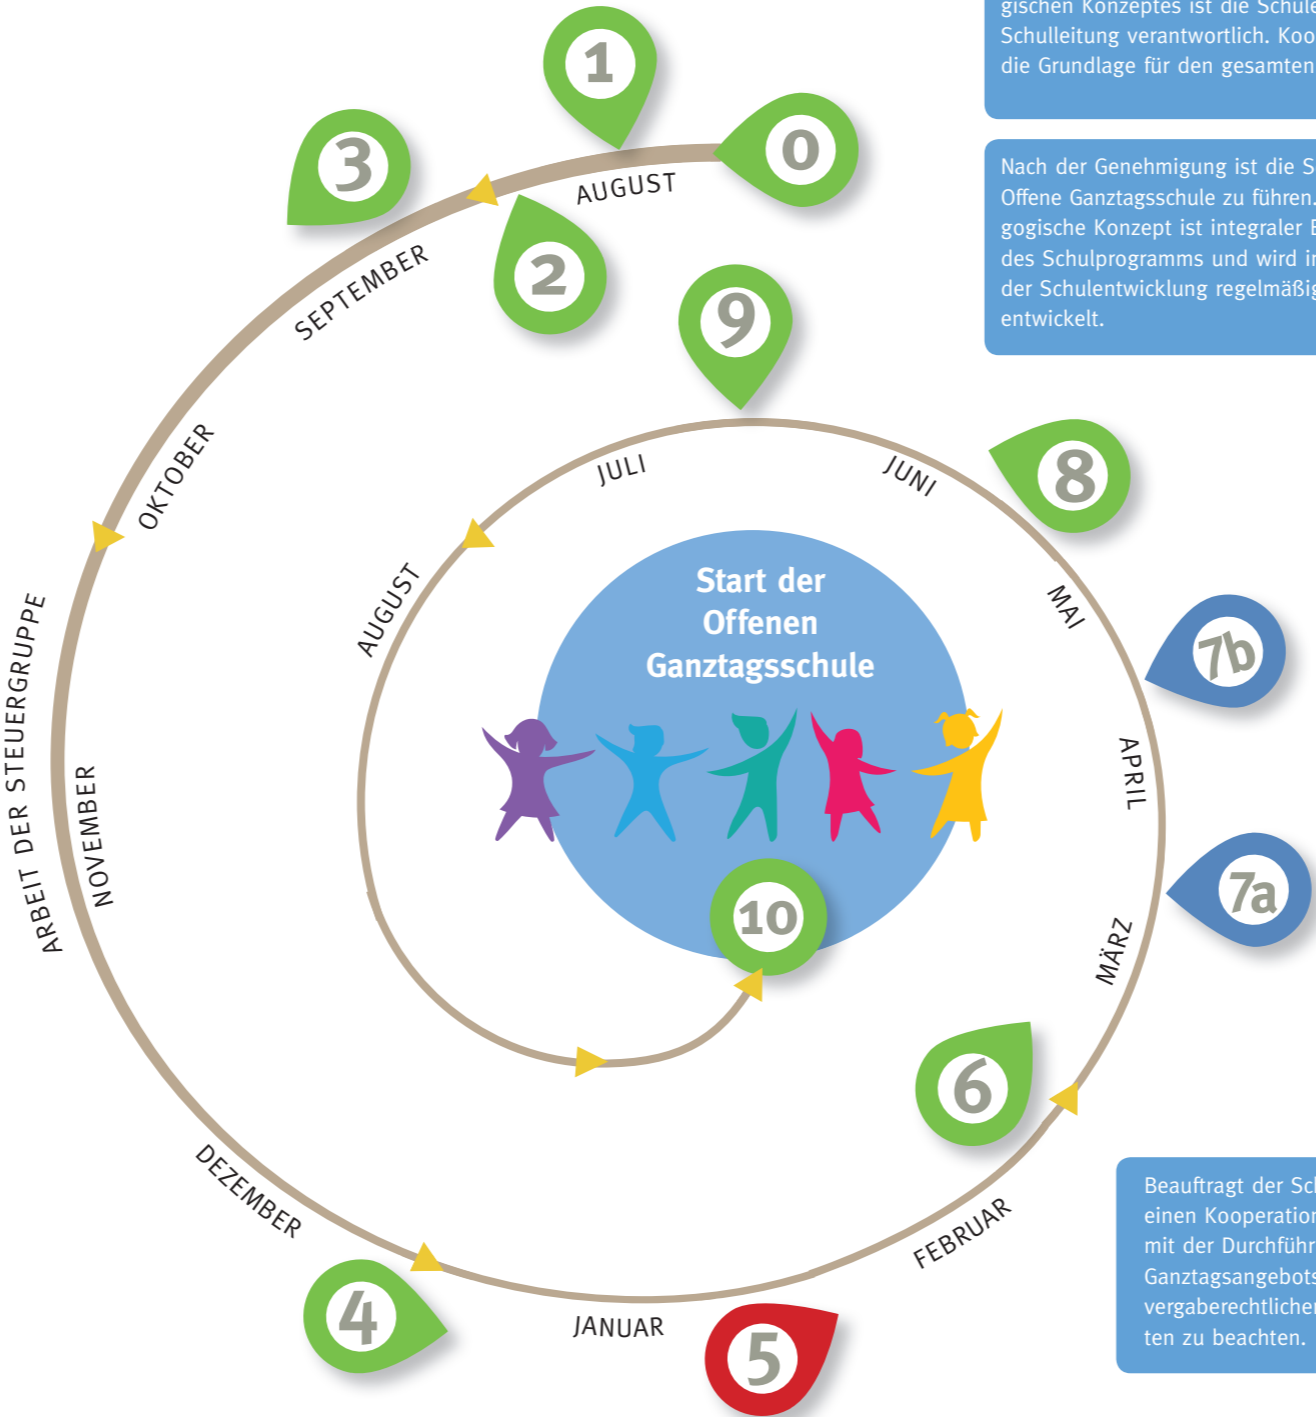 gischen Konzeptes ist die Schule
Schulleitung verantwortlich. Koo
die Grundlage für den gesamten
Nach der Genehmigung ist die S
Offene Ganztagsschule zu führen.
gogische Konzept ist integraler
des Schulprogramms und wird i
der Schulentwicklung regelmäßig
entwickelt.
1
0
3
AUGUST
2
SEPTEMBER
9
OKTOBER
JULI
JUNI
8
AUGUST
MAI
Start der
Offenen
Ganztagsschule
7b
ARBEIT DER STEUERGRUPPE
NOVEMBER
APRIL
7a
10
MÄRZ
6
DEZEMBER
FEBRUAR
4
JANUAR
5
Beauftragt der Sc
einen Kooperation
mit der Durchführ
Ganztagsangebots
vergaberechtliche
ten zu beachten.